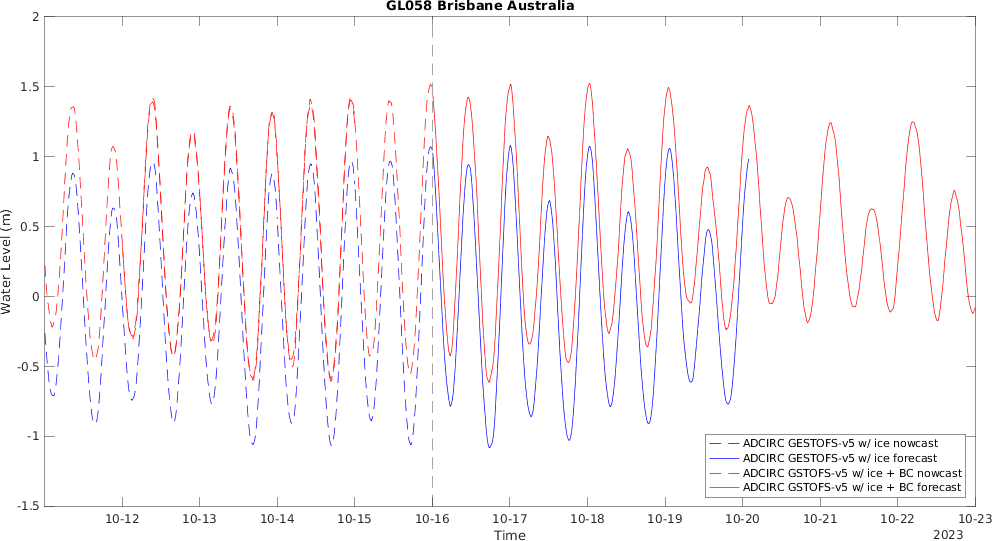 GL058 Brisbane Australia
2
1.5
1
0.5
0
-0.5
-1
-1.5
Water Level (m)
10-12 10-13 10-14 10-15 10-16 10-17 10-18 10-19 10-20 10-21 10-22 10-23
Time
2023
ADCIRC GESTOFS-v5 w/ ice nowcast
ADCIRC GESTOFS-v5 w/ ice forecast
ADCIRC GSTOFS-v5 w/ ice + BC nowcast
ADCIRC GSTOFS-v5 w/ ice + BC forecast